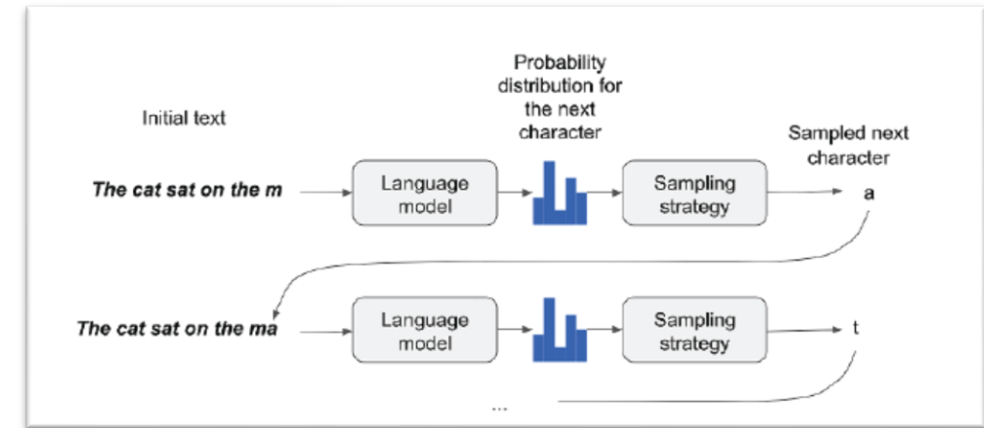 Probability
distribution for
the next
character
Initial text
Sampled next
character
The cat sat on the m
Language
model
Sampling
strategy
a
The cat sat on the ma
Language
model
Sampling
strategy
t
...